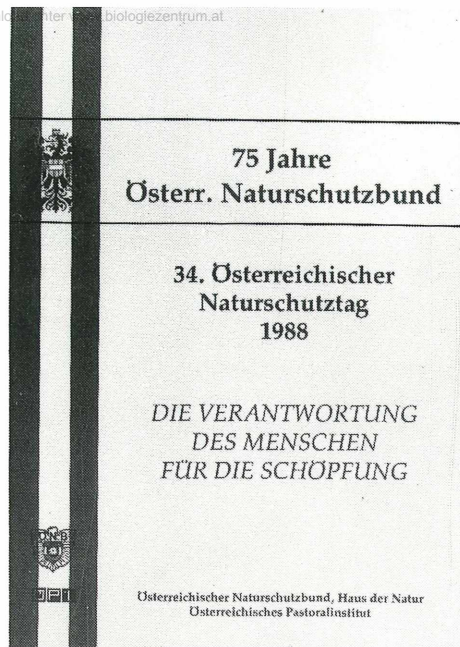 biologiezentrum.at
75 Jahre
Österr. Naturschutzbund
34. Österreichischer
Naturschutztag
1988
DIE VERANTWORTUNG
DES MENSCHEN
FÜR DIE SCHÖPFUNG
Österreichischer Naturschutzbund, Haus der Natur
Österreichisches Pastoralinstitut